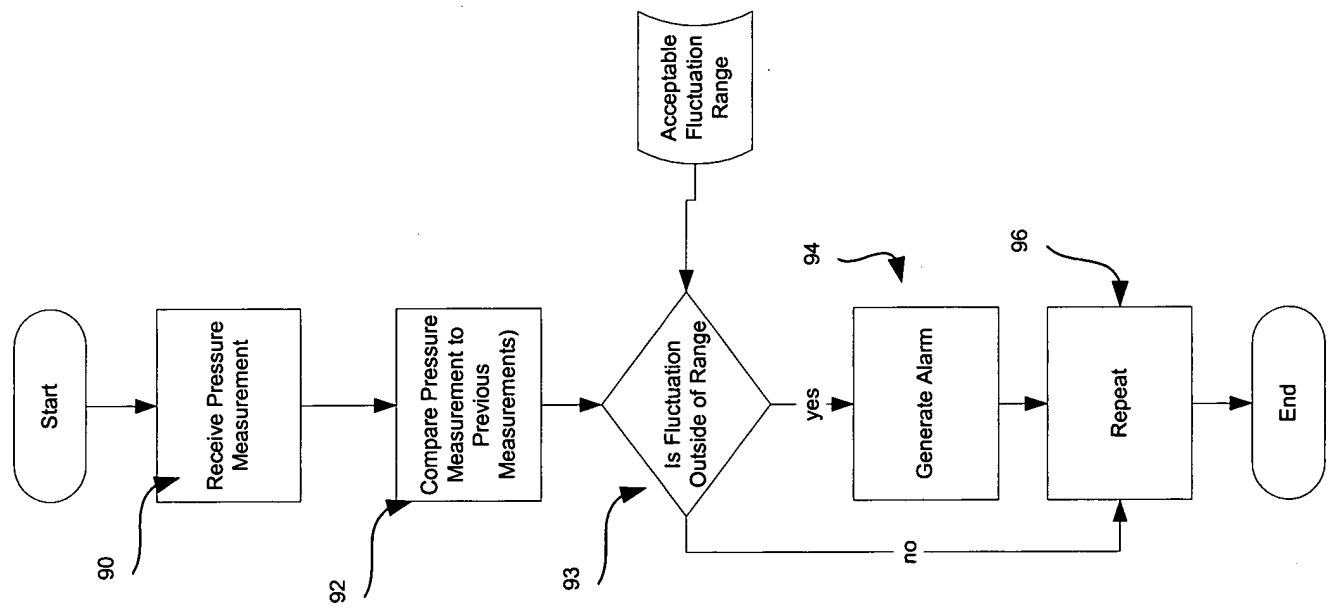 Start
90
Receive Pressure
Measurement
92
Compare Pressure
Measurement to
Previous
Measurements)
93
Is Fluctuation
Outside of Range
Acceptable
Fluctuation
Range
yes
no
94
Generate Alarm
96
Repeat
End